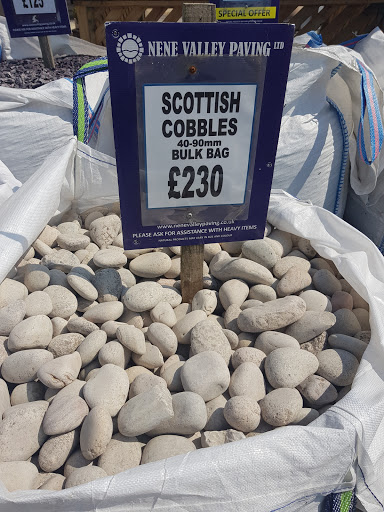 £125
SPECIAL OFFER
NENE VALLEY PAVING LTD
SCOTTISH
COBBLES
40-90mm
BULK BAG
£230
www.nenevalleypaving.co.uk
PLEASE ASK FOR ASSISTANCE WITH HEAVY ITEMS